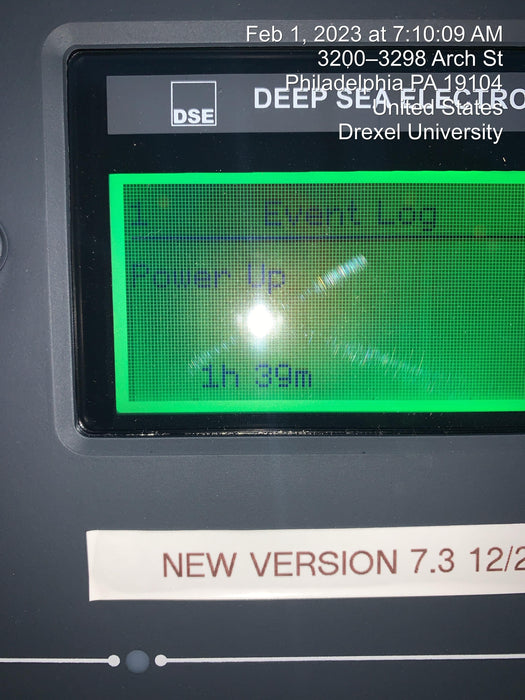 Feb 1, 2023 at 7:10:09 AM
3200–3298 Arch St
Philadelphia PA 19104
United States
Drexel University
DSE
DEEP SEA ELECTRO
1 Event Log
Power Up
1h 39m
NEW VERSION 7.3 12/2